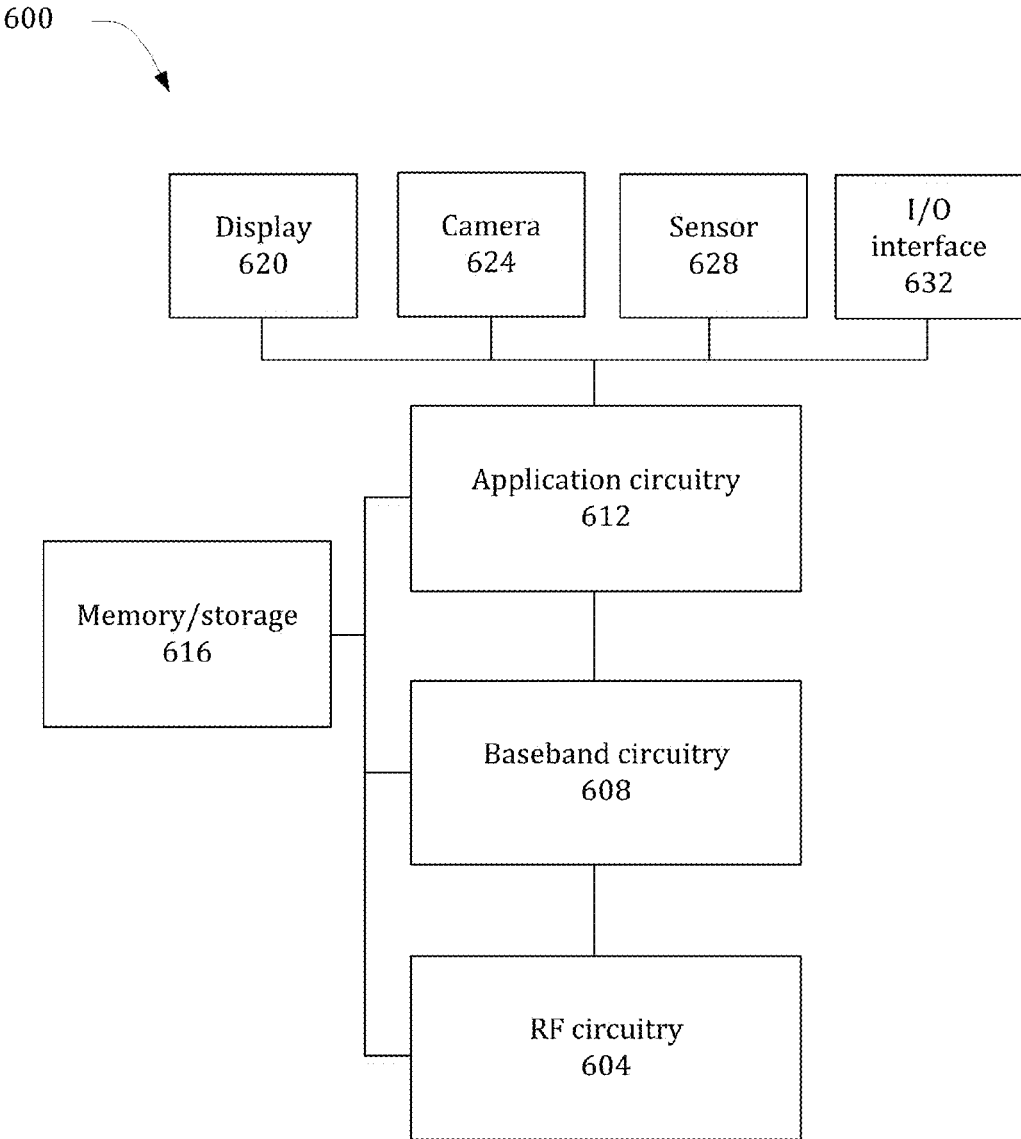 600
Display
620
Camera
624
Sensor
628
I/O
interface
632
Application circuitry
612
Memory/storage
616
Baseband circuitry
608
RF circuitry
604